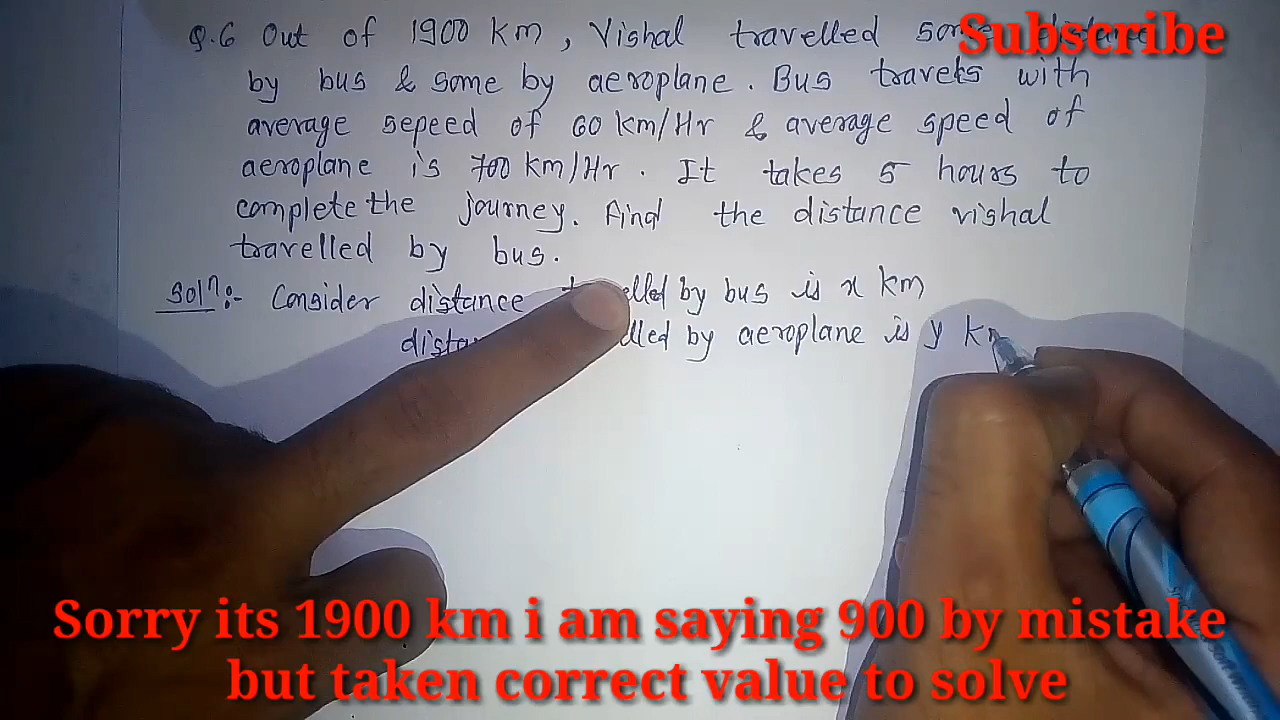 Q.6 Out of 1900 km, Vishal travelled
Subscribe
by bus & some by aeroplane. Bus travels with
average sepeed of 60 km/Hr & average speed of
aeroplane is 700 km/Hr. It takes 5 hours to
complete the journey. Find the distance vishal
travelled by bus.
Solⁿ:- Consider distance by bus is x km
by aeroplane is y km
Sorry its 1900 km i am saying 900 by mistake
but taken correct value to solve